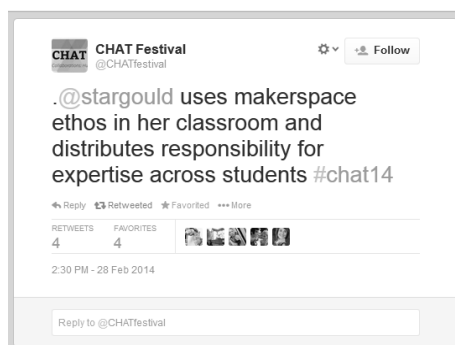 CHAT
CHAT Festival
@CHATfestival
Follow
.@stargould uses makerspace
ethos in her classroom and
distributes responsibility for
expertise across students #chat14
Reply Retweeted Favorited More
RETWEETS FAVORITES
4 4
2:30 PM - 28 Feb 2014
Reply to @CHATfestival